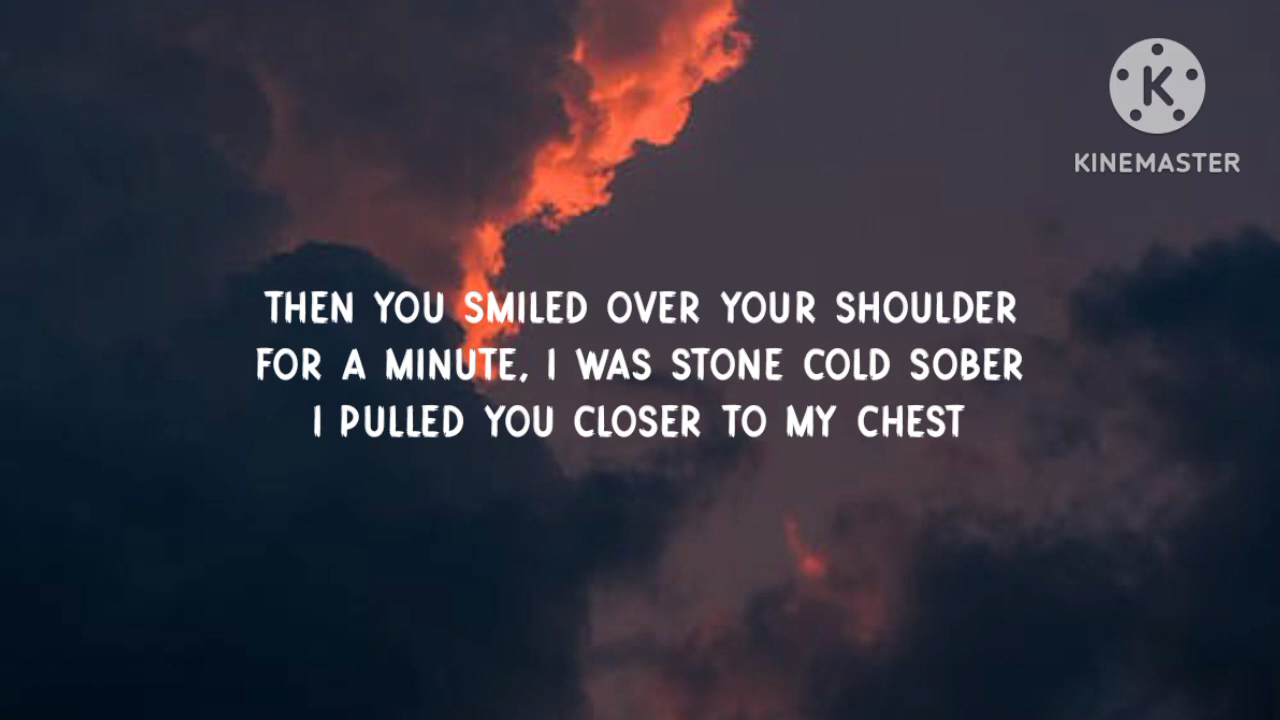 K
KINEMASTER
THEN YOU SMILED OVER YOUR SHOULDER
FOR A MINUTE, I WAS STONE COLD SOBER
I PULLED YOU CLOSER TO MY CHEST